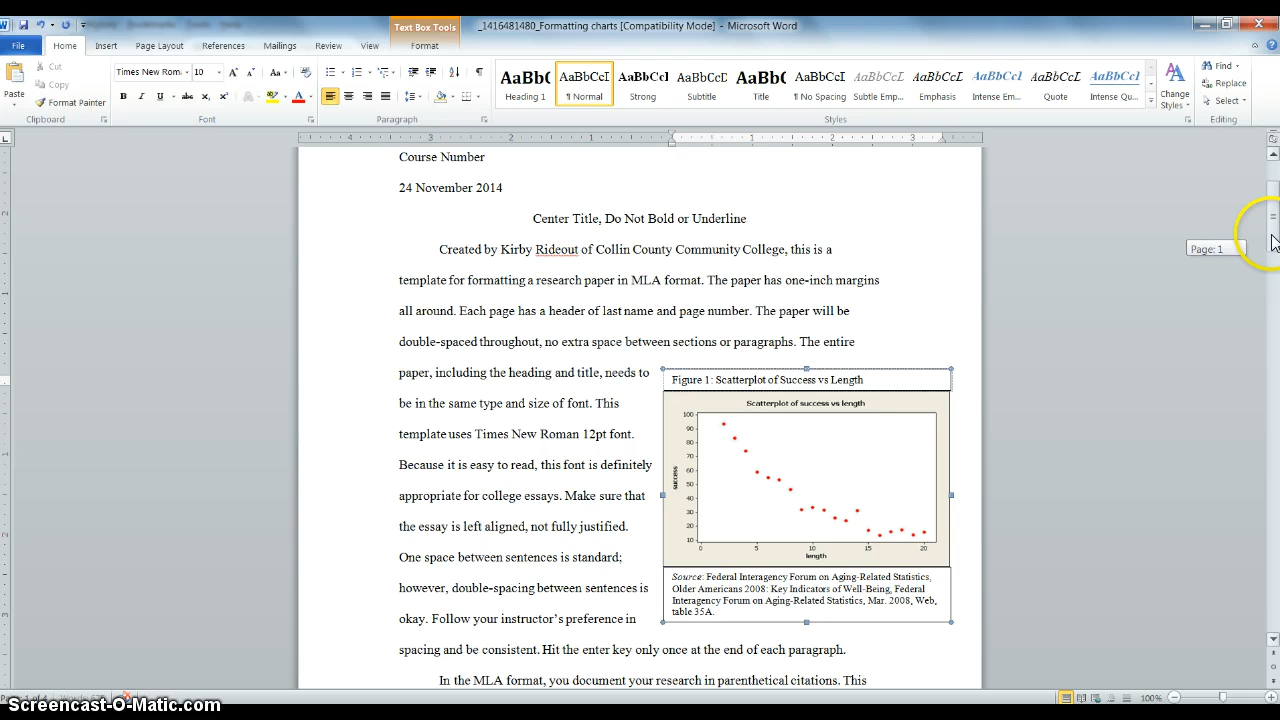 Text Box Tools
_1416481480_Formatting charts [Compatibility Mode] - Microsoft Word
File Home Insert Page Layout References Mailings Review View Format
Paste
Cut
Copy
Format Painter
Clipboard
Times New Rom 10
Font
Paragraph
AaBb( AaBbCcI AaBbCcI AaBbCcD AaBb( AaBbCcD AaBbCcD AaBbCcD AaBbCcI AaBbCcD AaBbCcD
Heading 1 ¶ Normal Strong Subtitle Title ¶ No Spacing Subtle Emp... Emphasis Intense Em... Quote Intense Qu...
Styles
Change Styles
Find
Replace
Select
Editing
Course Number
24 November 2014
Center Title, Do Not Bold or Underline
Created by Kirby Rideout of Collin County Community College, this is a
template for formatting a research paper in MLA format. The paper has one-inch margins
all around. Each page has a header of last name and page number. The paper will be
double-spaced throughout, no extra space between sections or paragraphs. The entire
paper, including the heading and title, needs to
be in the same type and size of font. This
template uses Times New Roman 12pt font.
Because it is easy to read, this font is definitely
appropriate for college essays. Make sure that
the essay is left aligned, not fully justified.
One space between sentences is standard;
however, double-spacing between sentences is
okay. Follow your instructor's preference in
spacing and be consistent. Hit the enter key only once at the end of each paragraph.
In the MLA format, you document your research in parenthetical citations. This
Figure 1: Scatterplot of Success vs Length
Scatterplot of success vs length
success
100
90
80
70
60
50
40
30
20
10
0 5 10 15 20
length
Source: Federal Interagency Forum on Aging-Related Statistics,
Older Americans 2008: Key Indicators of Well-Being, Federal
Interagency Forum on Aging-Related Statistics, Mar. 2008, Web,
table 35A.
Page: 1
100%
Screencast-O-Matic.com